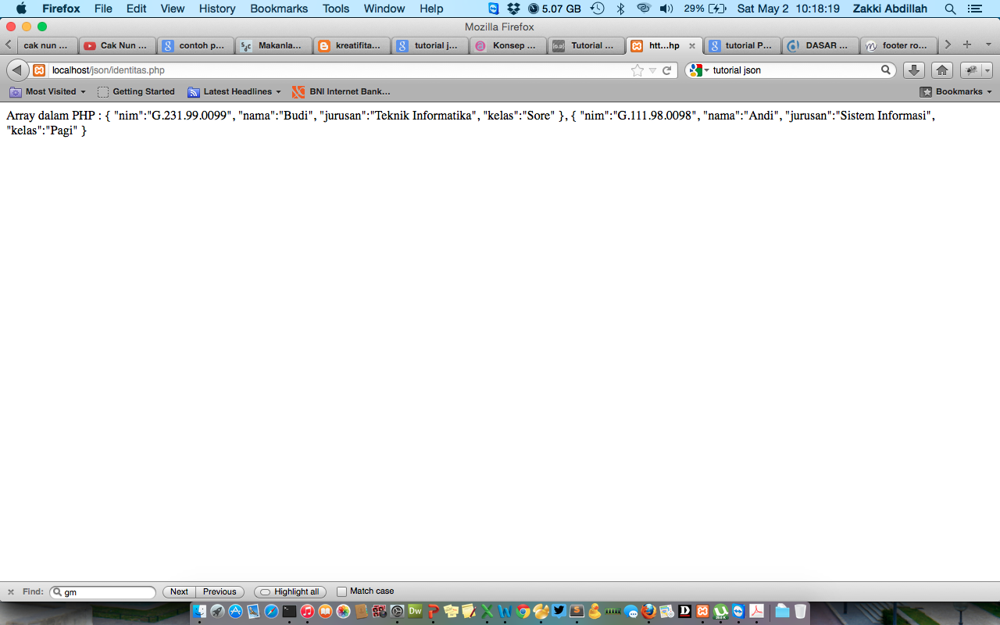 Firefox File Edit View History Bookmarks Tools Window Help 5.07 GB 29% Sat May 2 10:18:19 Zakki Abdillah
Mozilla Firefox
cak nun ... Cak Nun ... contoh p... Makanla... kreatifita... tutorial j... Konsep ... Tutorial ... htt...hp tutorial P... DASAR ... footer ro...
localhost/json/identitas.php tutorial json
Most Visited Getting Started Latest Headlines BNI Internet Bank... Bookmarks
Array dalam PHP : { "nim":"G.231.99.0099", "nama":"Budi", "jurusan":"Teknik Informatika", "kelas":"Sore" }, { "nim":"G.111.98.0098", "nama":"Andi", "jurusan":"Sistem Informasi",
"kelas":"Pagi" }
Find: gm Next Previous Highlight all Match case
Dw